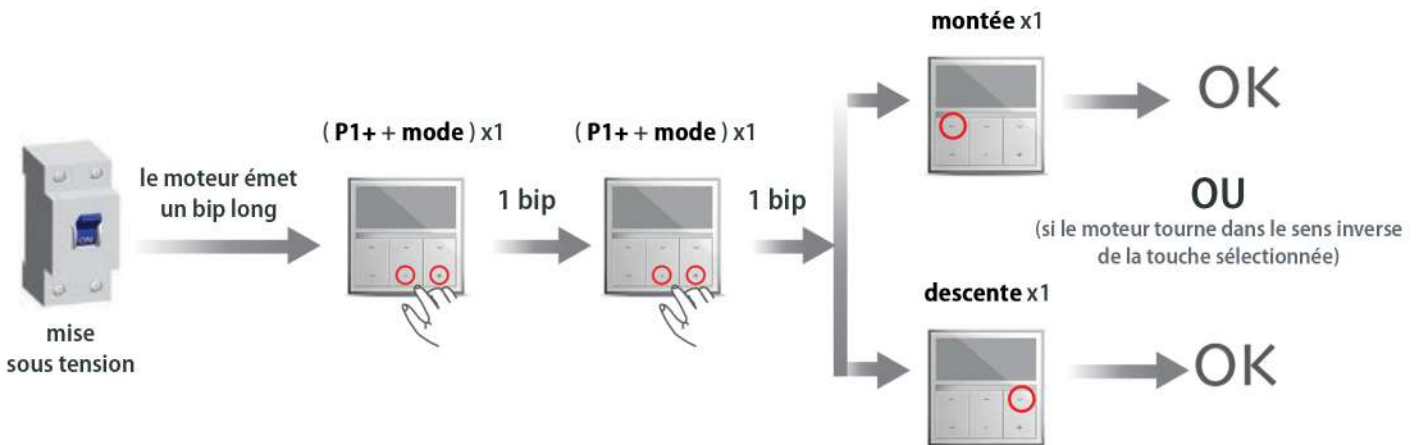 mise
sous tension
ON
le moteur émet
un bip long
( P1+ + mode ) x1
1 bip
( P1+ + mode ) x1
1 bip
montée x1
OK
OU
(si le moteur tourne dans le sens inverse
de la touche sélectionnée)
descente x1
OK